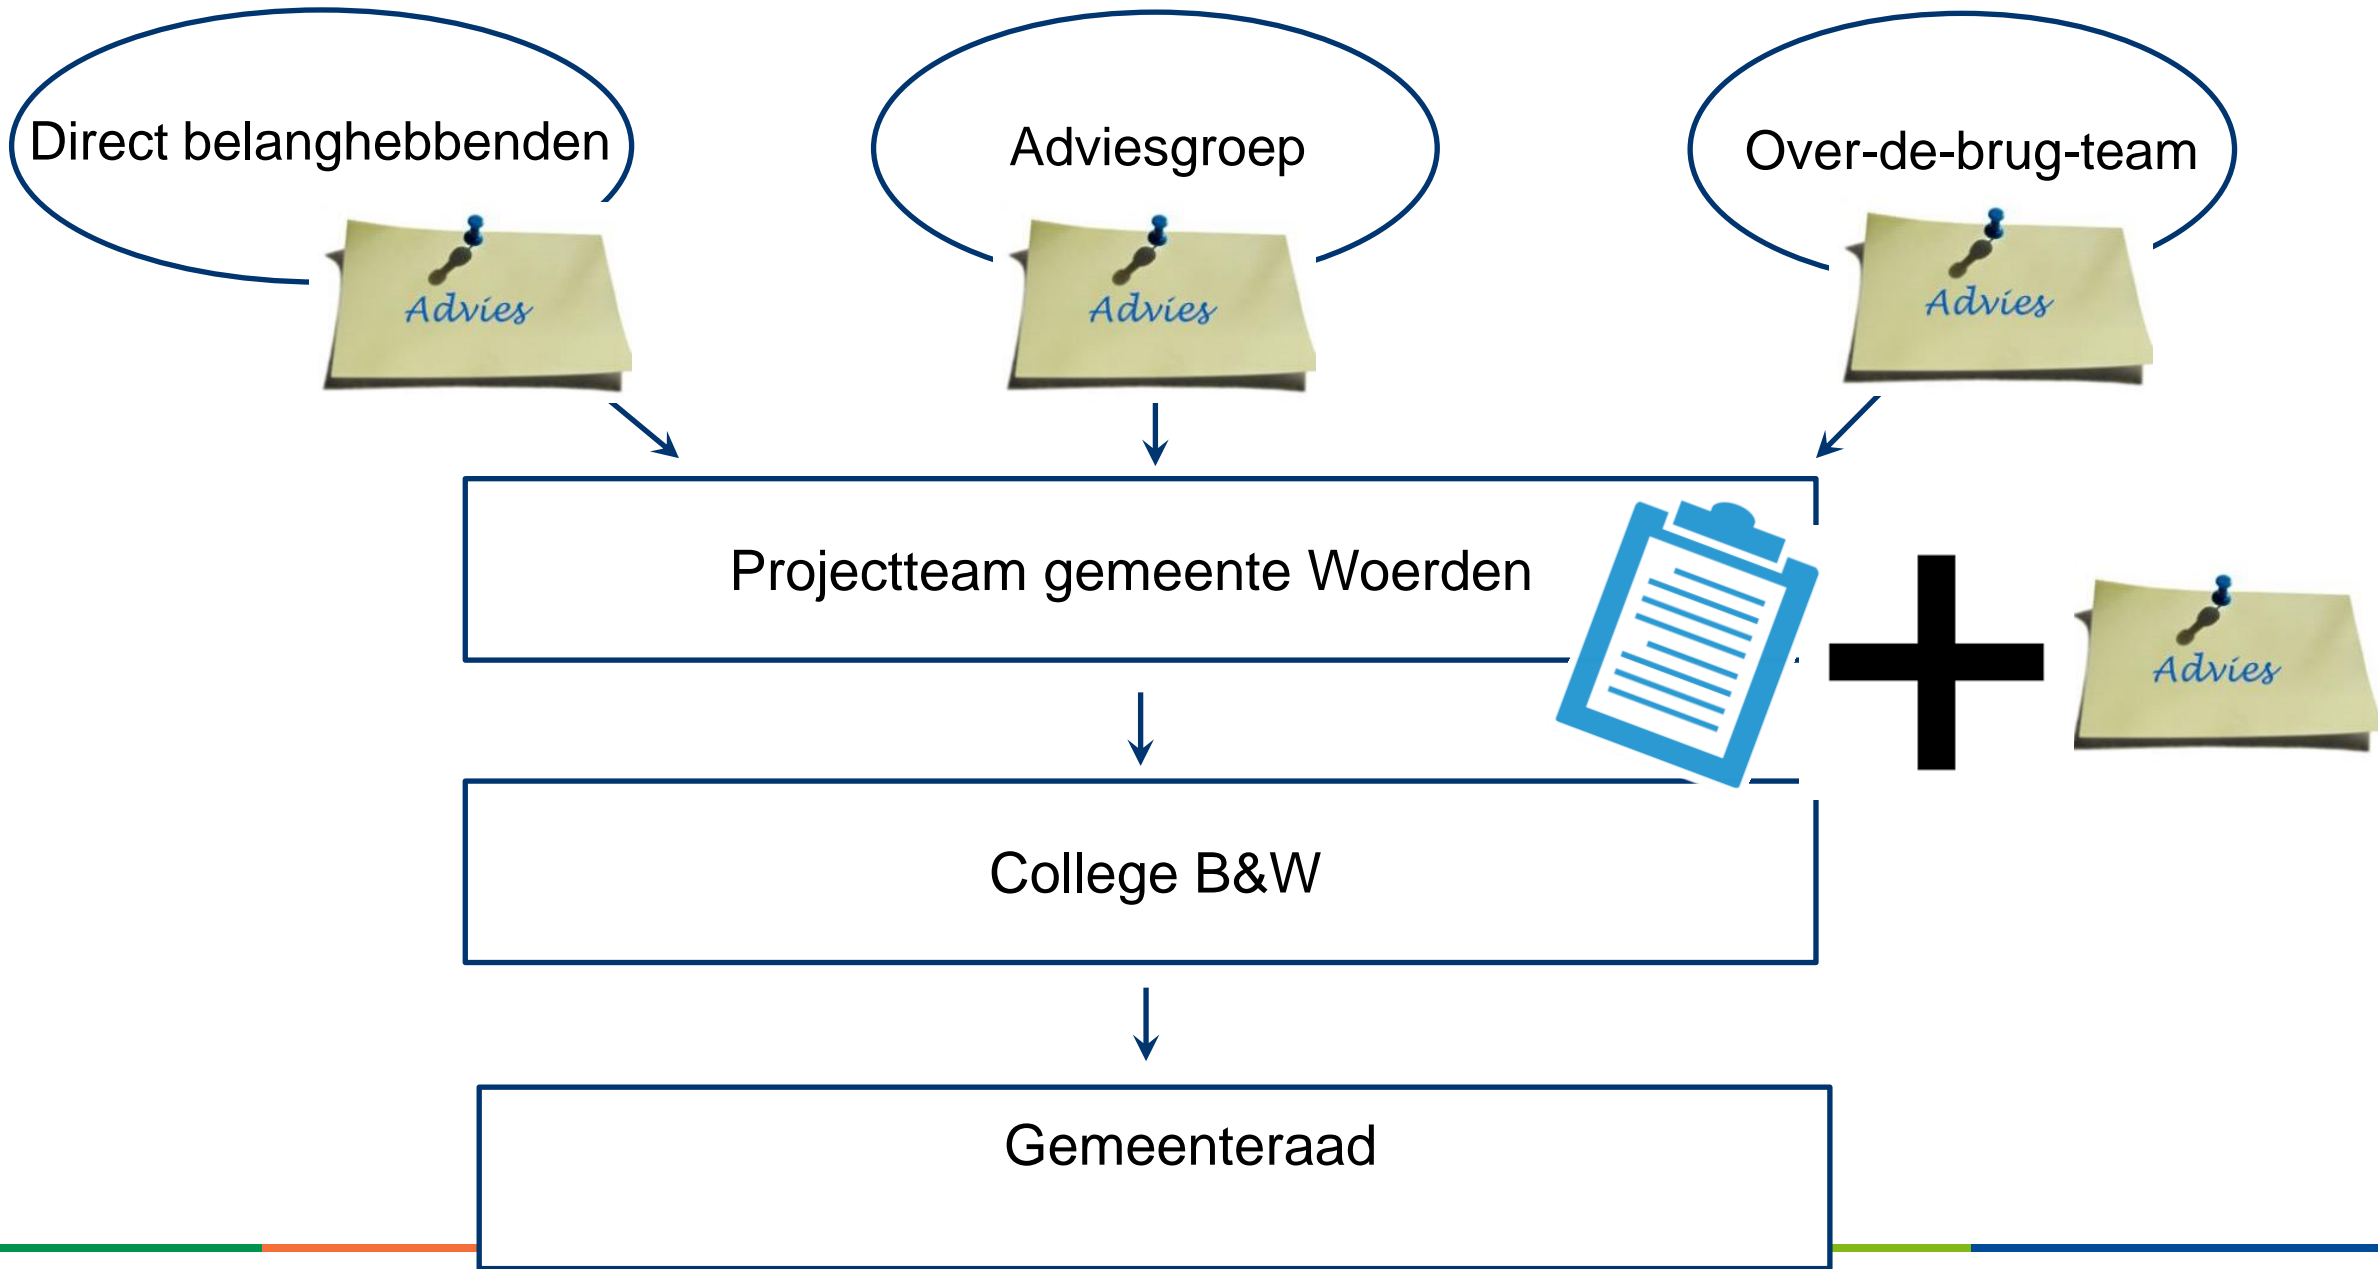 Direct belanghebbenden
Adviesgroep
Over-de-brug-team
Advies
Advies
Advies
Projectteam gemeente Woerden
Advies
College B&W
Gemeenteraad